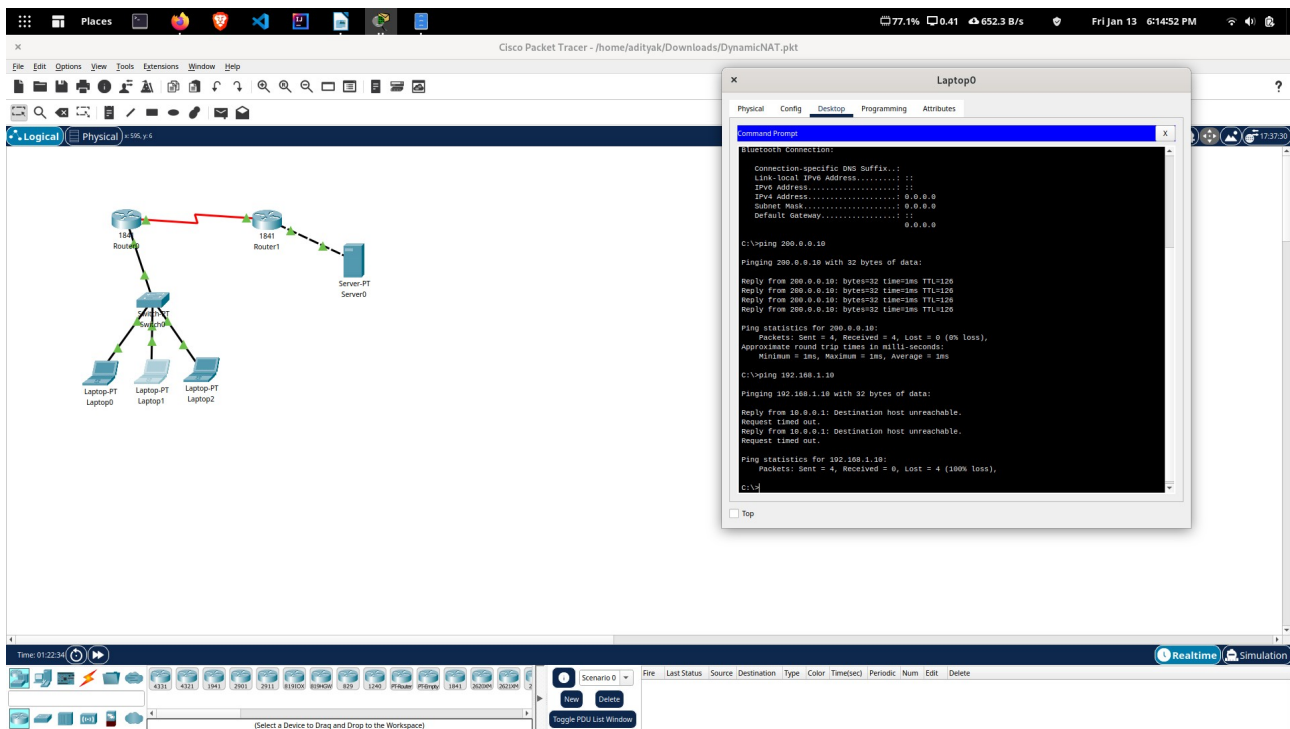 Places
77.1% 0.41 652.3 B/s
Fri Jan 13 6:14:52 PM
Cisco Packet Tracer - /home/adityak/Downloads/DynamicNAT.pkt
File Edit Options View Tools Extensions Window Help
?
Logical Physical x: 595, y: 6
17:37:30
1841
Router0
1841
Router1
Server-PT
Server0
Switch-PT
Switch0
Laptop-PT
Laptop0
Laptop-PT
Laptop1
Laptop-PT
Laptop2
Laptop0
Physical Config Desktop Programming Attributes
Command Prompt X
Bluetooth Connection:
Connection-specific DNS Suffix..:
Link-local IPv6 Address.........: ::
IPv6 Address....................: ::
IPv4 Address....................: 0.0.0.0
Subnet Mask.....................: 0.0.0.0
Default Gateway.................: ::
0.0.0.0
C:\>ping 200.0.0.10
Pinging 200.0.0.10 with 32 bytes of data:
Reply from 200.0.0.10: bytes=32 time=1ms TTL=126
Reply from 200.0.0.10: bytes=32 time=1ms TTL=126
Reply from 200.0.0.10: bytes=32 time=1ms TTL=126
Reply from 200.0.0.10: bytes=32 time=1ms TTL=126
Ping statistics for 200.0.0.10:
Packets: Sent = 4, Received = 4, Lost = 0 (0% loss),
Approximate round trip times in milli-seconds:
Minimum = 1ms, Maximum = 1ms, Average = 1ms
C:\>ping 192.168.1.10
Pinging 192.168.1.10 with 32 bytes of data:
Reply from 10.0.0.1: Destination host unreachable.
Request timed out.
Reply from 10.0.0.1: Destination host unreachable.
Request timed out.
Ping statistics for 192.168.1.10:
Packets: Sent = 4, Received = 0, Lost = 4 (100% loss),
C:\>
Top
Time: 01:22:34
Realtime Simulation
4331 4321 1941 2901 2911 819IOX 819HGW 829 1240 PT-Router PT-Empty 1841 2620XM 2621XM 2
(Select a Device to Drag and Drop to the Workspace)
Scenario 0
New Delete
Toggle PDU List Window
Fire Last Status Source Destination Type Color Time(sec) Periodic Num Edit Delete